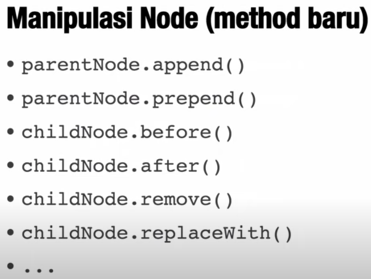 Manipulasi Node (method baru)
• parentNode.append()
• parentNode.prepend()
• childNode.before()
• childNode.after()
• childNode.remove()
• childNode.replaceWith()
• ...